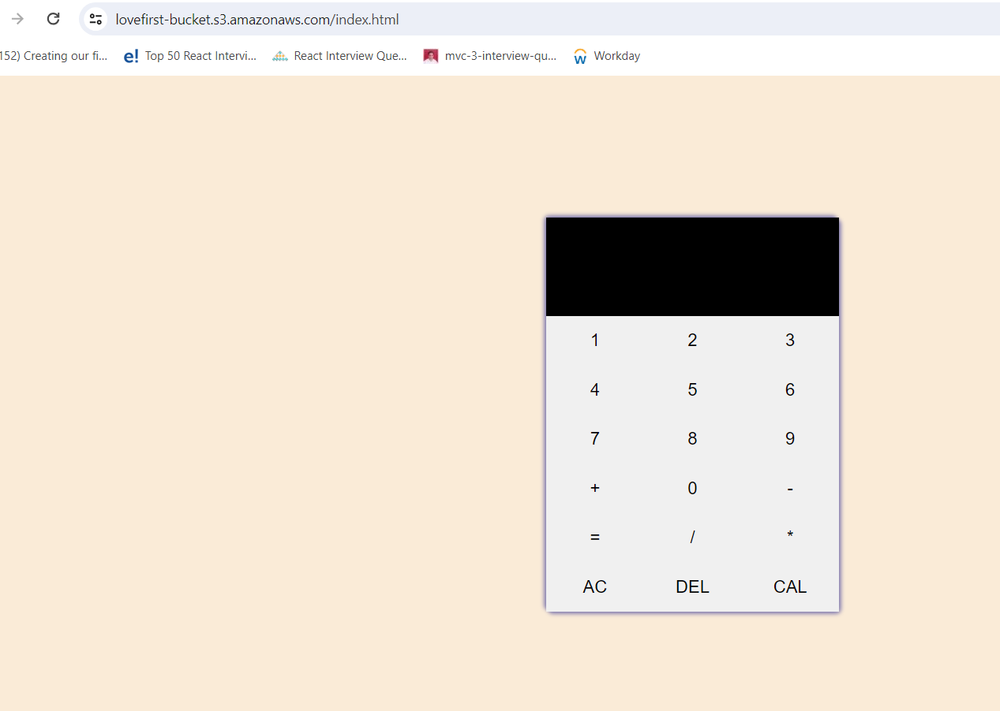 lovefirst-bucket.s3.amazonaws.com/index.html
152) Creating our fi... e! Top 50 React Intervi... React Interview Que... mvc-3-interview-qu... w Workday
1 2 3
4 5 6
7 8 9
+ 0 -
= / *
AC DEL CAL